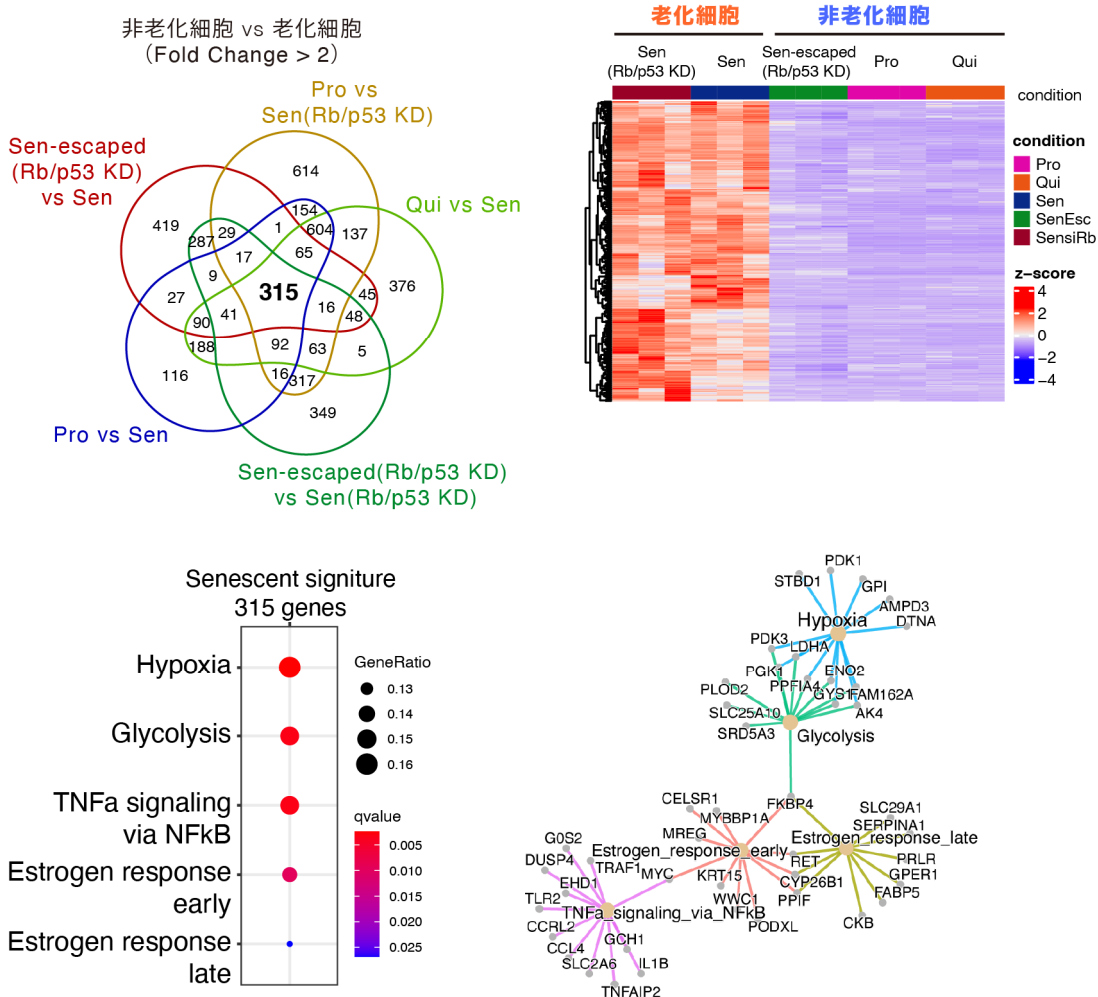 非老化細胞 vs 老化細胞
（Fold Change > 2）
Pro vs
Sen(Rb/p53 KD)
Sen-escaped
(Rb/p53 KD)
vs Sen
Qui vs Sen
614
419
154
1
604
137
287
29
17
65
376
9
315
27
16
45
48
90
41
188
92
63
5
116
16
317
349
Pro vs Sen
Sen-escaped(Rb/p53 KD)
vs Sen(Rb/p53 KD)
老化細胞
非老化細胞
Sen
(Rb/p53 KD)
Sen
Sen-escaped
(Rb/p53 KD)
Pro
Qui
condition
condition
Pro
Qui
Sen
SenEsc
SensiRb
z-score
4
2
0
−2
−4
Senescent signiture
315 genes
Hypoxia
Glycolysis
TNFa signaling
via NFkB
Estrogen response
early
Estrogen response
late
GeneRatio
0.13
0.14
0.15
0.16
qvalue
0.005
0.010
0.015
0.020
0.025
PDK1
STBD1
GPI
AMPD3
Hypoxia
DTNA
PDK3
LDHA
PGK1
ENO2
PPFIA4
PLOD2
GYS1
FAM162A
SLC25A10
AK4
SRD5A3
Glycolysis
CELSR1
FKBP4
SLC29A1
MYBBP1A
SERPINA1
MREG
Estrogen_response_late
G0S2
Estrogen_response_early
DUSP4
TRAF1
RET
PRLR
EHD1
MYC
KRT15
CYP26B1
GPER1
TLR2
WWC1
PPIF
FABP5
TNFa_signaling_via_NFkB
CCRL2
PODXL
CKB
CCL4
GCH1
SLC2A6
IL1B
TNFAIP2